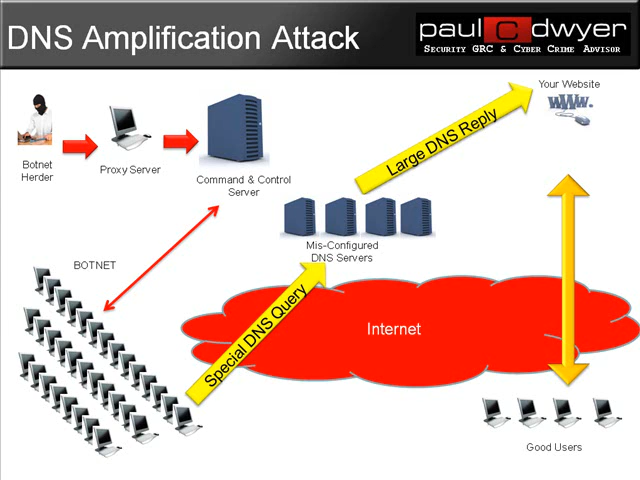 DNS Amplification Attack
paul C dwyer
SECURITY GRC & CYBER CRIME ADVISOR
Your Website
WWW.
Large DNS Reply
Botnet
Herder
Proxy Server
Command & Control
Server
Mis-Configured
DNS Servers
BOTNET
Special DNS Query
Internet
Good Users